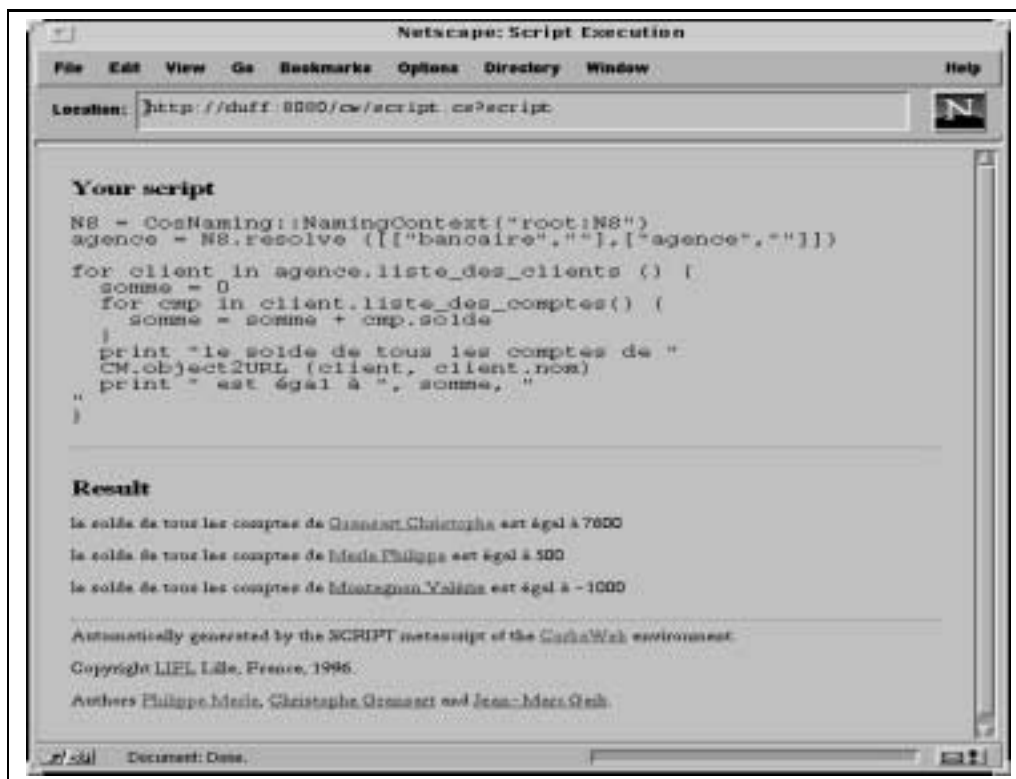 Netscape: Script Execution
File Edit View Go Bookmarks Options Directory Window Help
Location: http://duff:8080/cw/script.cs?script
N
Your script
NS = CosNaming::NamingContext("root:NS")
agence = NS.resolve ([["bancaire",""],["agence",""]])
for client in agence.liste_des_clients () {
somme = 0
for cmp in client.liste_des_comptes() {
somme = somme + cmp.solde
}
print "le solde de tous les comptes de "
CW.object2URL (client, client.nom)
print " est égal à ", somme, "
"
}
Result
le solde de tous les comptes de Gransart Christophe est égal à 7600
le solde de tous les comptes de Merle Philippe est égal à 500
le solde de tous les comptes de Montagnon Valérie est égal à -1000
Automatically generated by the SCRIPT metascript of the CorbaWeb environment.
Copyright LIFL Lille, France, 1996.
Authors Philippe Merle, Christophe Gransart and Jean-Marc Geib.
Document: Done.